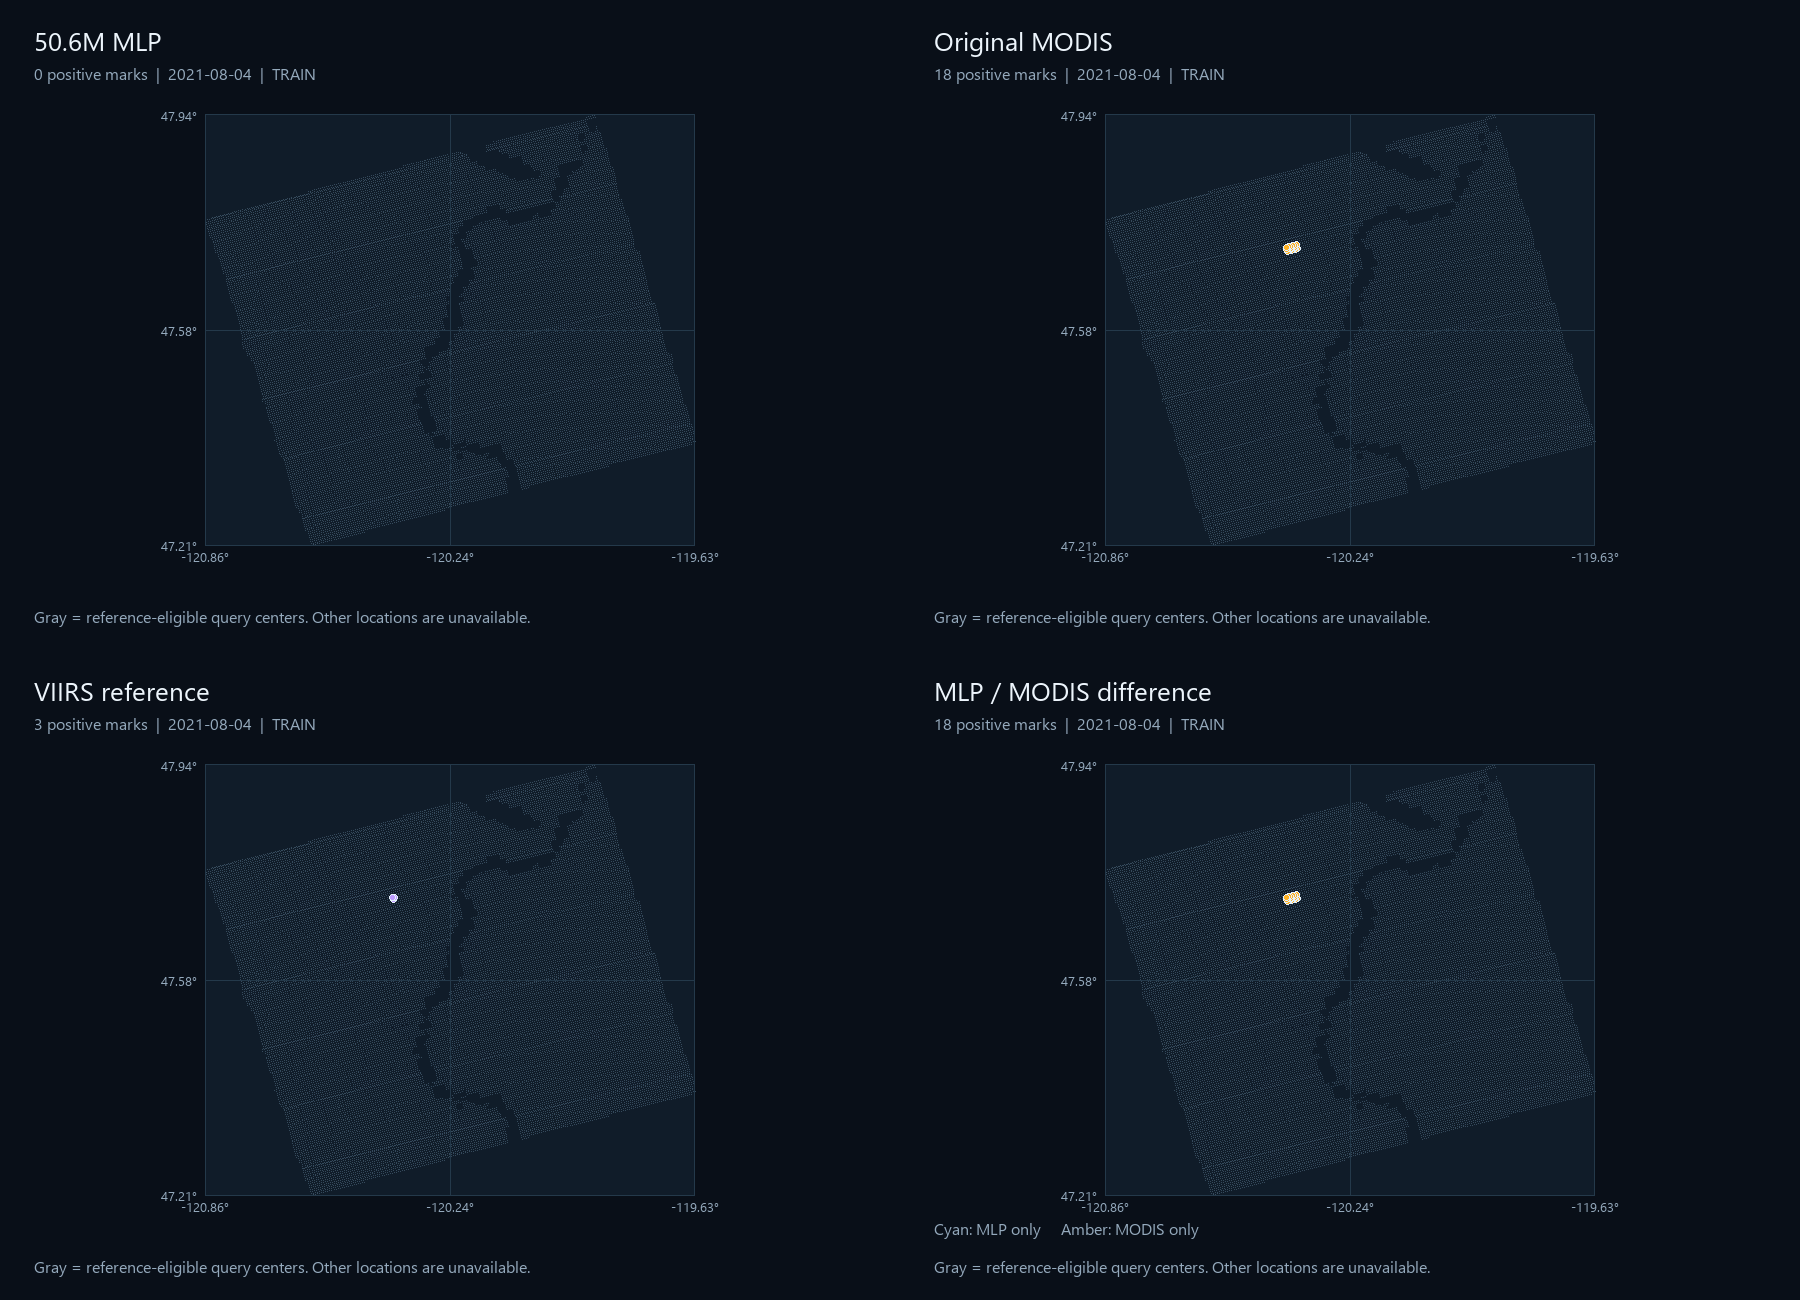 50.6M MLP
0 positive marks | 2021-08-04 | TRAIN
47.94°
47.58°
47.21°
-120.86°
-120.24°
-119.63°
Gray = reference-eligible query centers. Other locations are unavailable.
Original MODIS
18 positive marks | 2021-08-04 | TRAIN
47.94°
47.58°
47.21°
-120.86°
-120.24°
-119.63°
Gray = reference-eligible query centers. Other locations are unavailable.
VIIRS reference
3 positive marks | 2021-08-04 | TRAIN
47.94°
47.58°
47.21°
-120.86°
-120.24°
-119.63°
Gray = reference-eligible query centers. Other locations are unavailable.
MLP / MODIS difference
18 positive marks | 2021-08-04 | TRAIN
47.94°
47.58°
47.21°
-120.86°
-120.24°
-119.63°
Cyan: MLP only Amber: MODIS only
Gray = reference-eligible query centers. Other locations are unavailable.